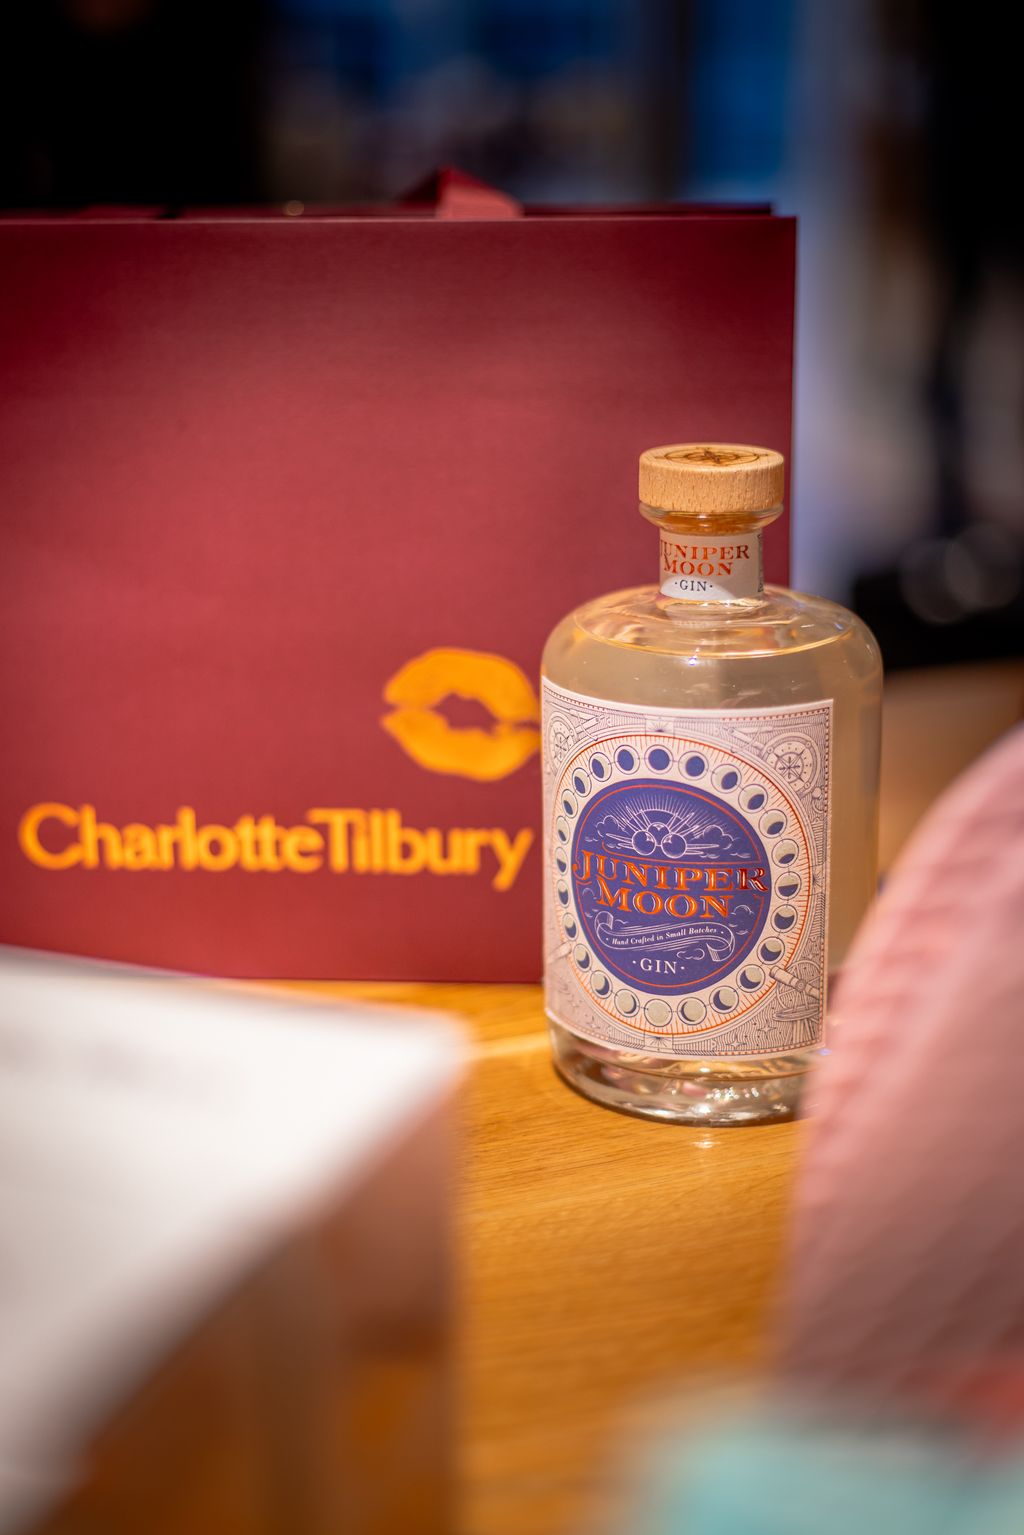 CharlotteTilbury
JUNIPER
MOON
·GIN·
JUNIPER
MOON
· Hand Crafted in Small Batches ·
·GIN·